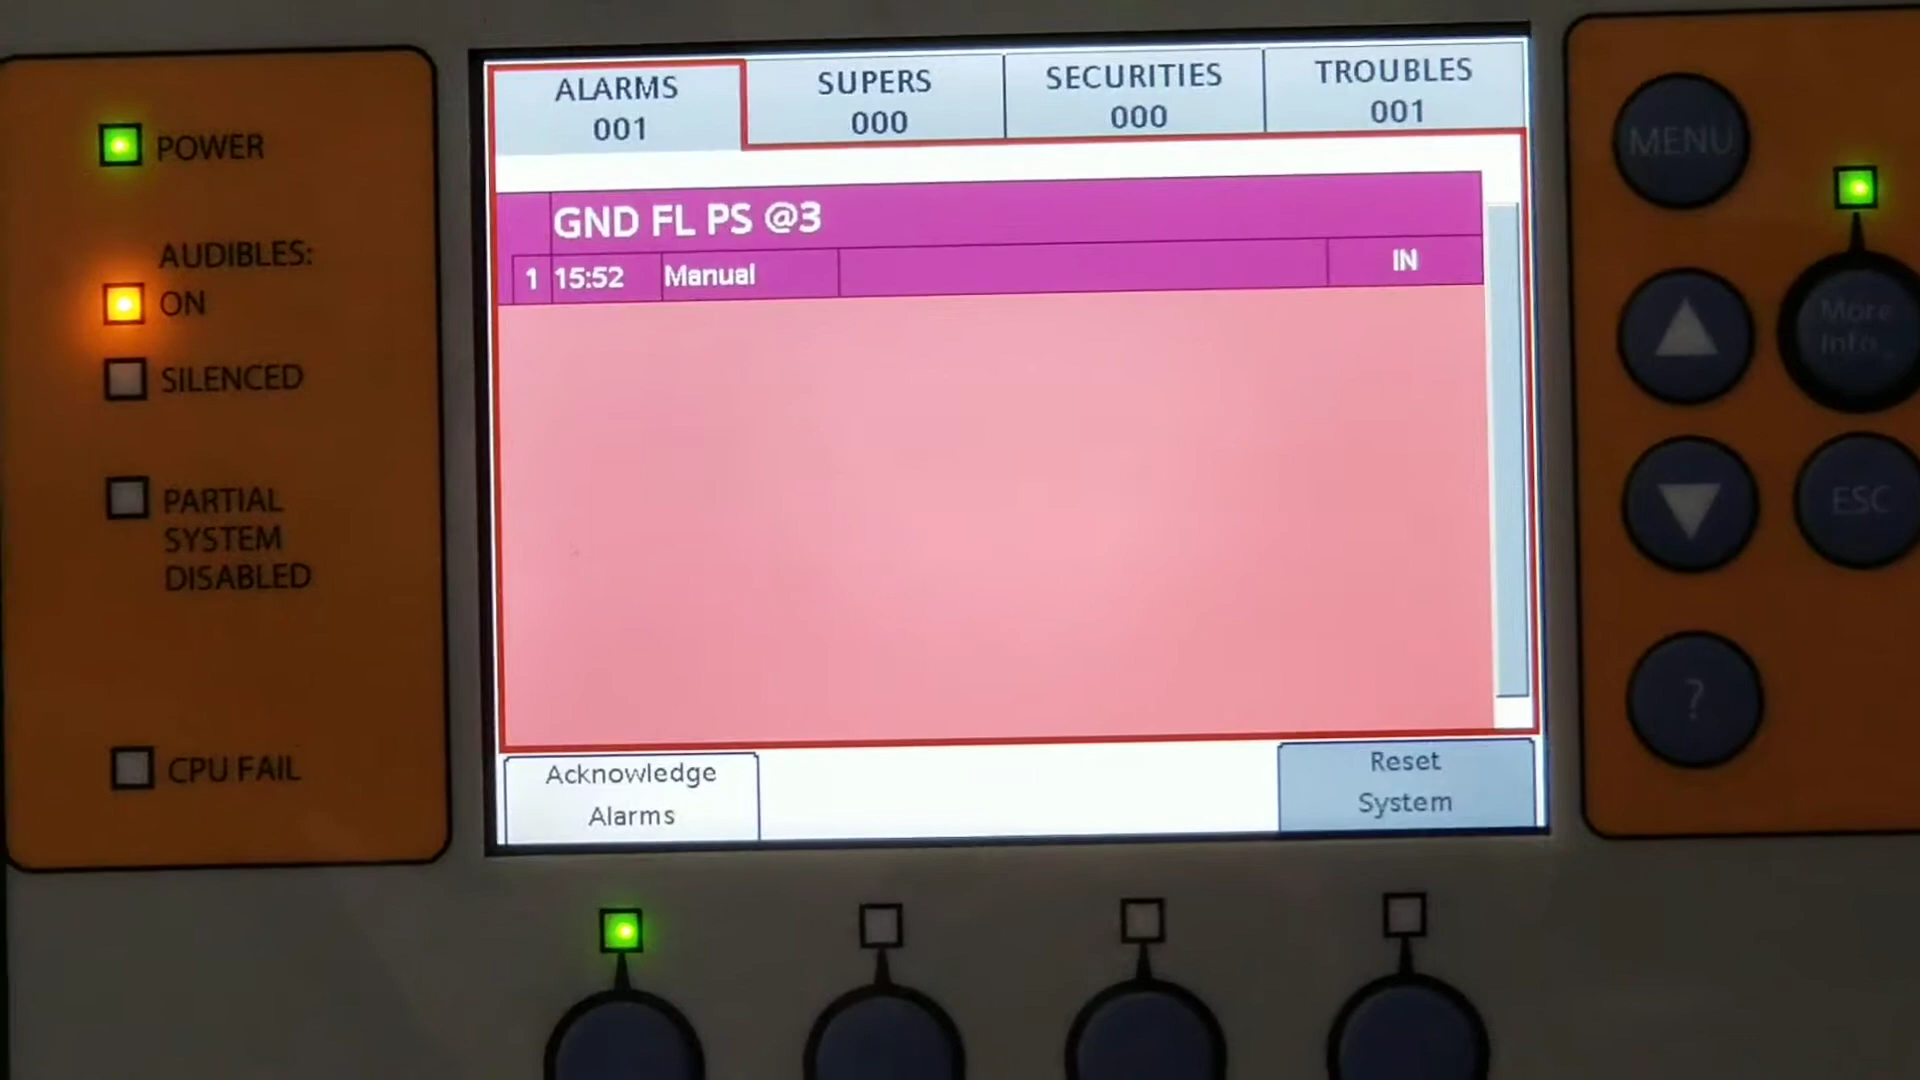 POWER
AUDIBLES:
ON
SILENCED
PARTIAL
SYSTEM
DISABLED
CPU FAIL
ALARMS
001
SUPERS
000
SECURITIES
000
TROUBLES
001
GND FL PS @3
1 15:52 Manual IN
Acknowledge
Alarms
Reset
System
MENU
More
Info
ESC
?